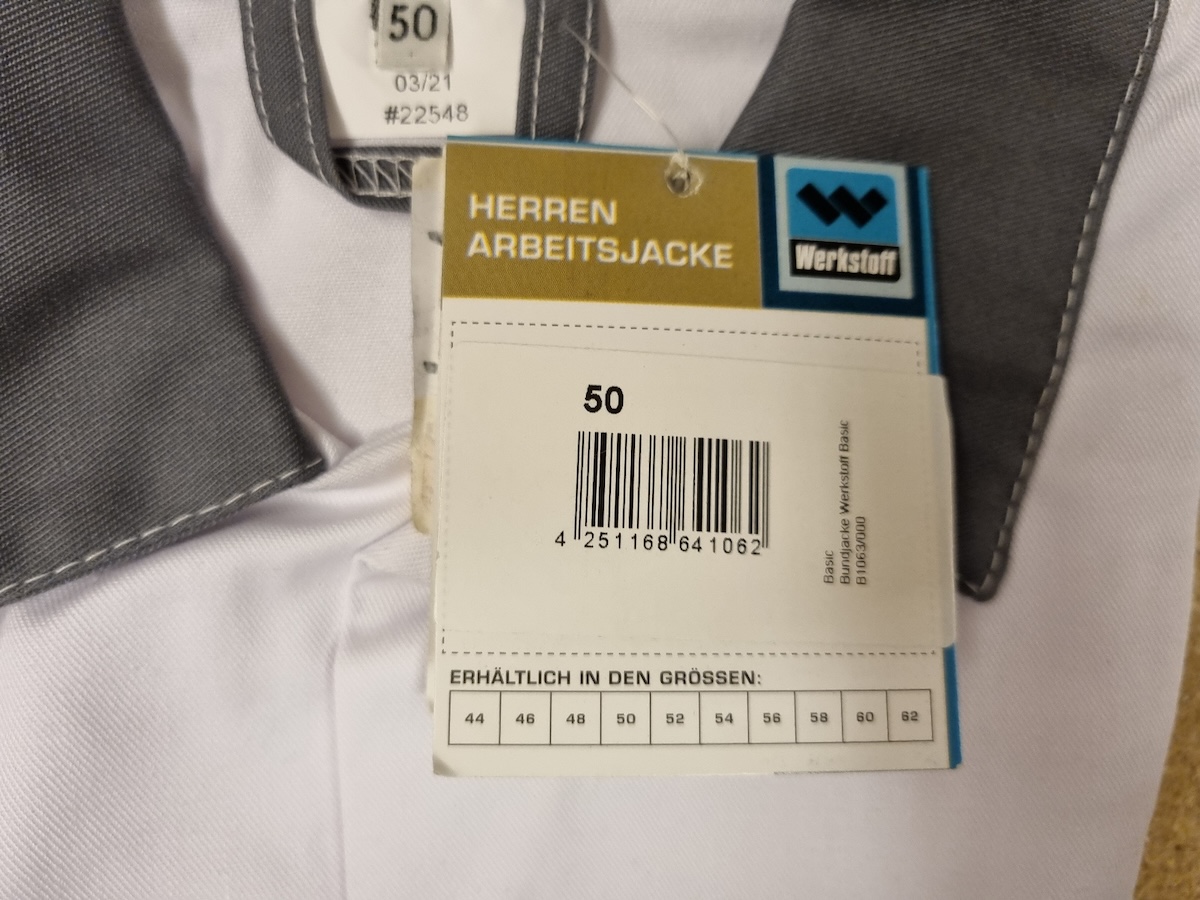 50
03/21
#22548
HERREN
ARBEITSJACKE
Werkstoff
50
4 251168 641062
Basic
Bundjacke Werkstoff Basic
B1063/000
ERHÄLTLICH IN DEN GRÖSSEN:
44 46 48 50 52 54 56 58 60 62